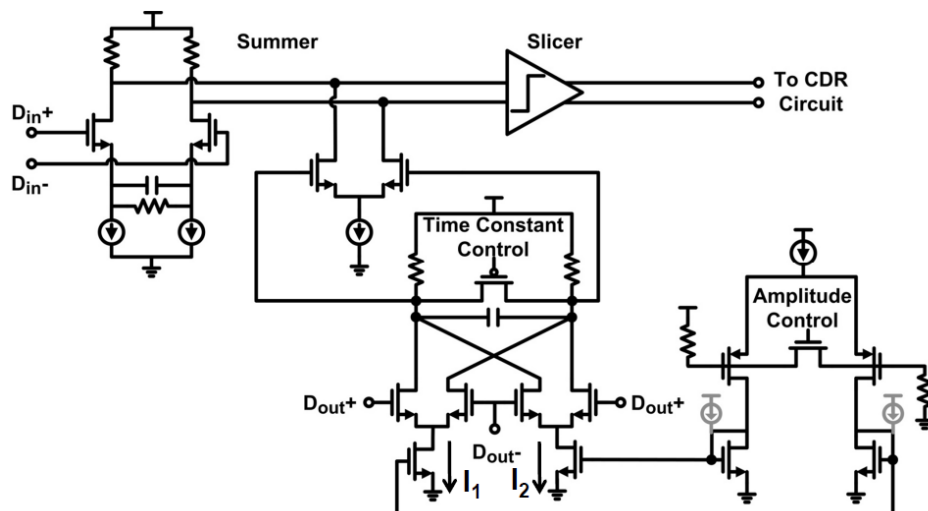 Summer
Slicer
To CDR
Circuit
Din+
Din-
Time Constant
Control
Amplitude
Control
Dout+
Dout-
Dout+
I1
I2